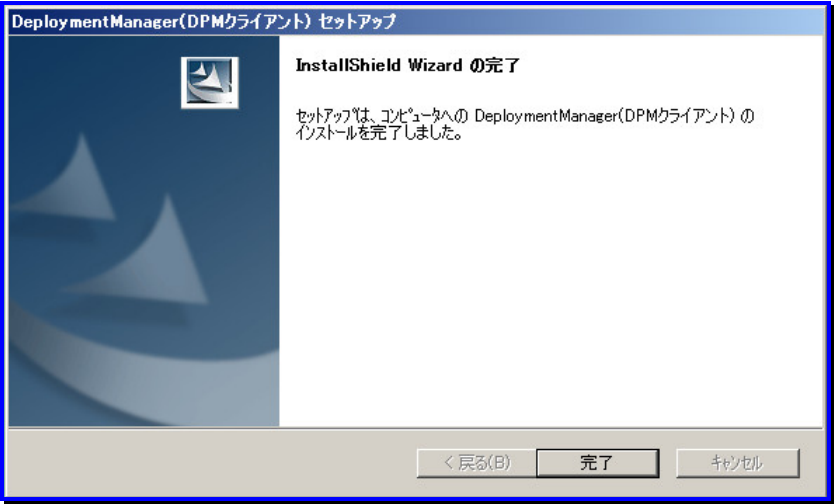 DeploymentManager(DPMクライアント) セットアップ
InstallShield Wizard の完了
セットアップは、コンピュータへの DeploymentManager(DPMクライアント) の
インストールを完了しました。
< 戻る(B)
完了
キャンセル